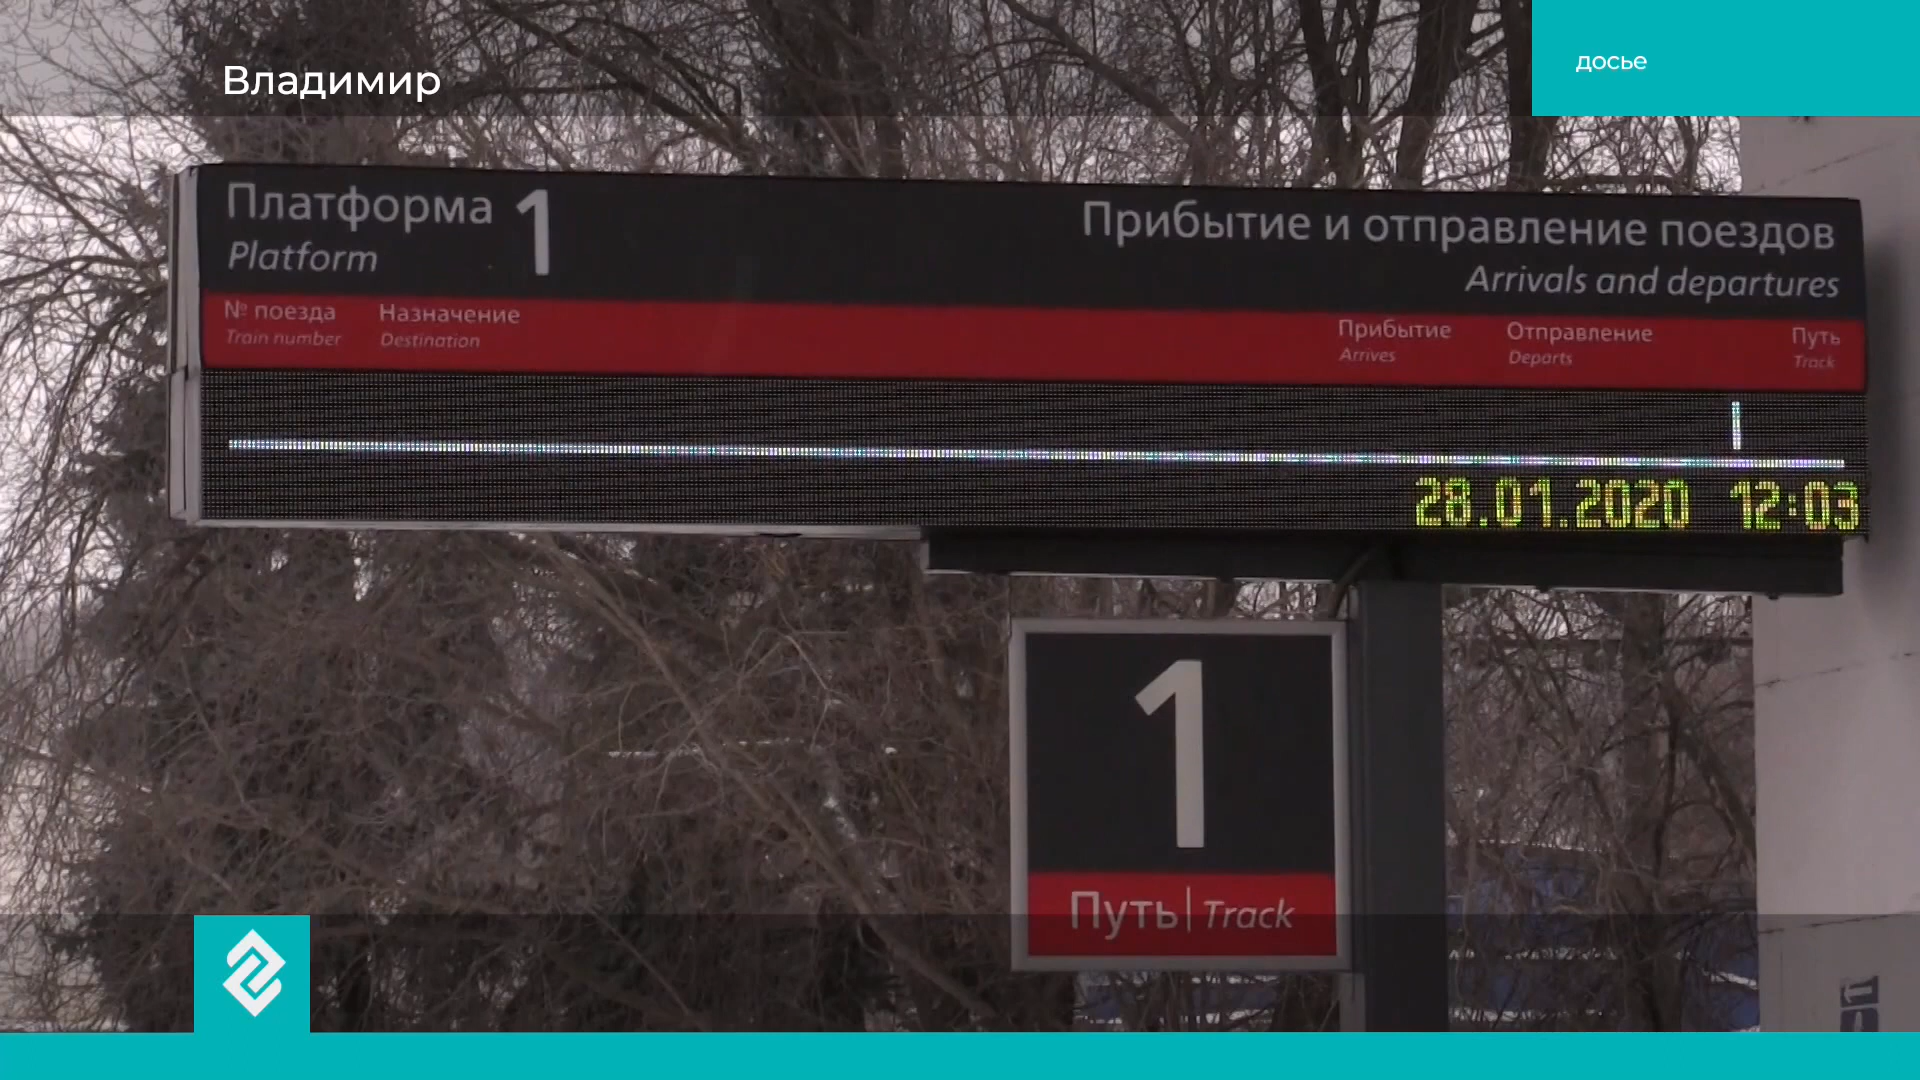 Владимир
досье
Платформа 1
Platform
Прибытие и отправление поездов
Arrivals and departures
№ поезда Назначение Прибытие Отправление Путь
Train number Destination Arrives Departs Track
28.01.2020 12:03
1
Путь | Track